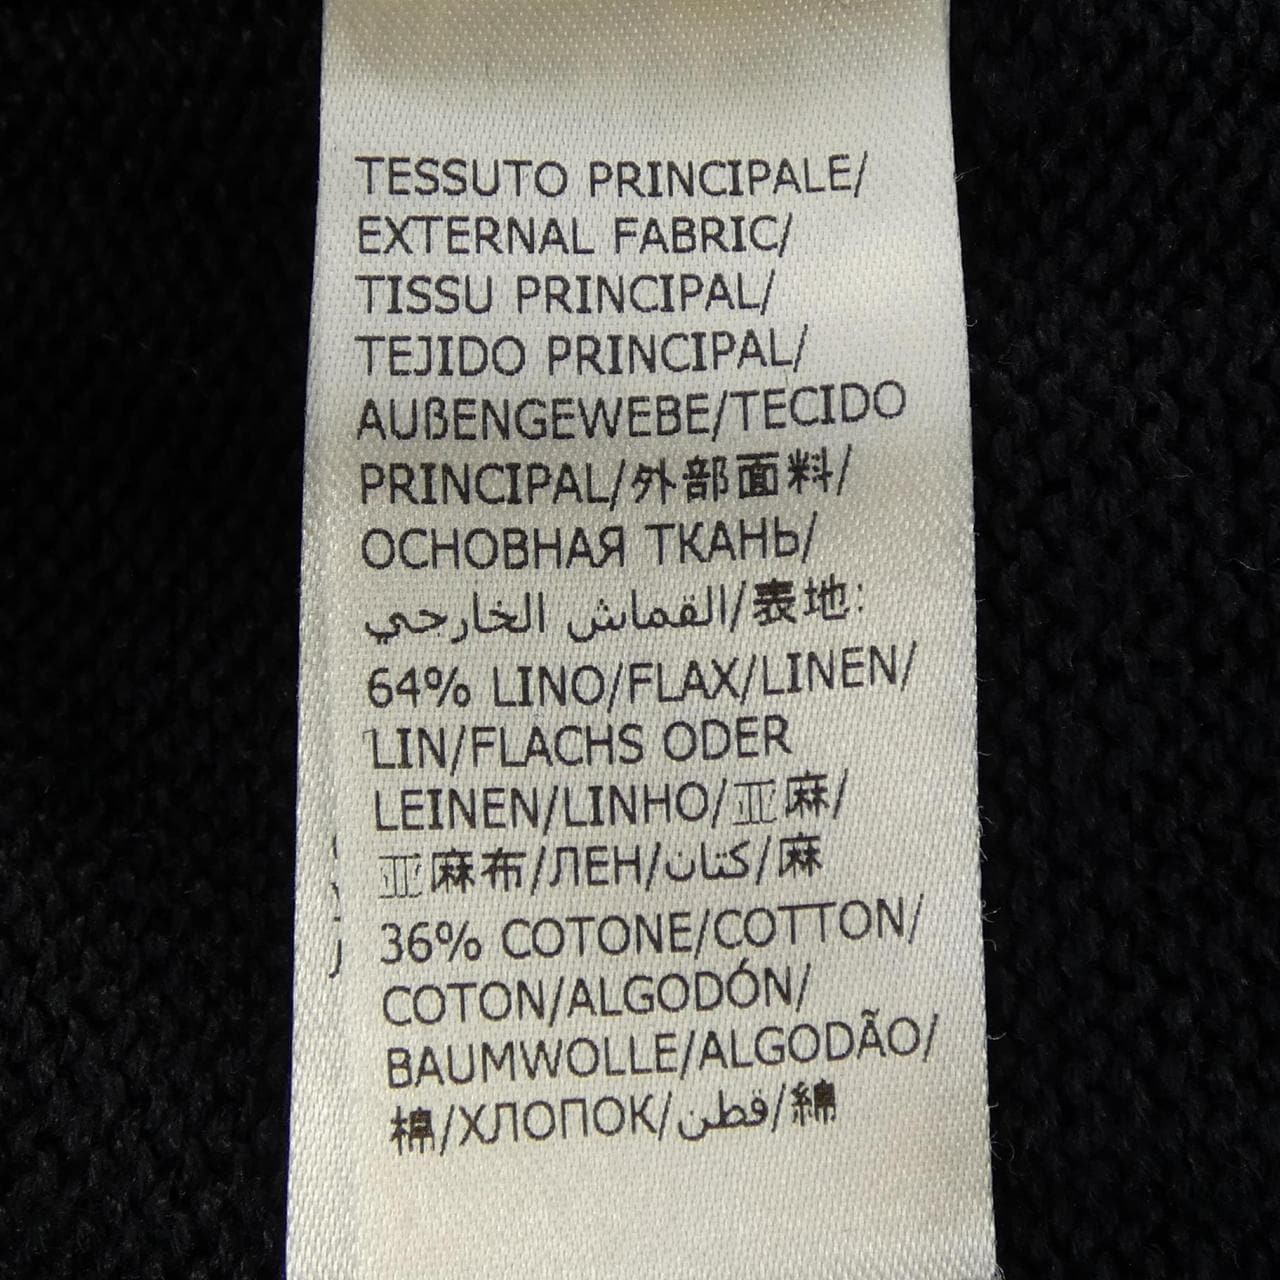 TESSUTO PRINCIPALE/
EXTERNAL FABRIC/
TISSU PRINCIPAL/
TEJIDO PRINCIPAL/
AUßENGEWEBE/TECIDO
PRINCIPAL/外部面料/
ОСНОВНАЯ ТКАНЬ/
القماش الخارجي/表地:
64% LINO/FLAX/LINEN/
LIN/FLACHS ODER
LEINEN/LINHO/亚麻/
亚麻布/ЛЕН/كتان/麻
36% COTONE/COTTON/
COTON/ALGODÓN/
BAUMWOLLE/ALGODÃO/
棉/ХЛОПОК/قطن/綿